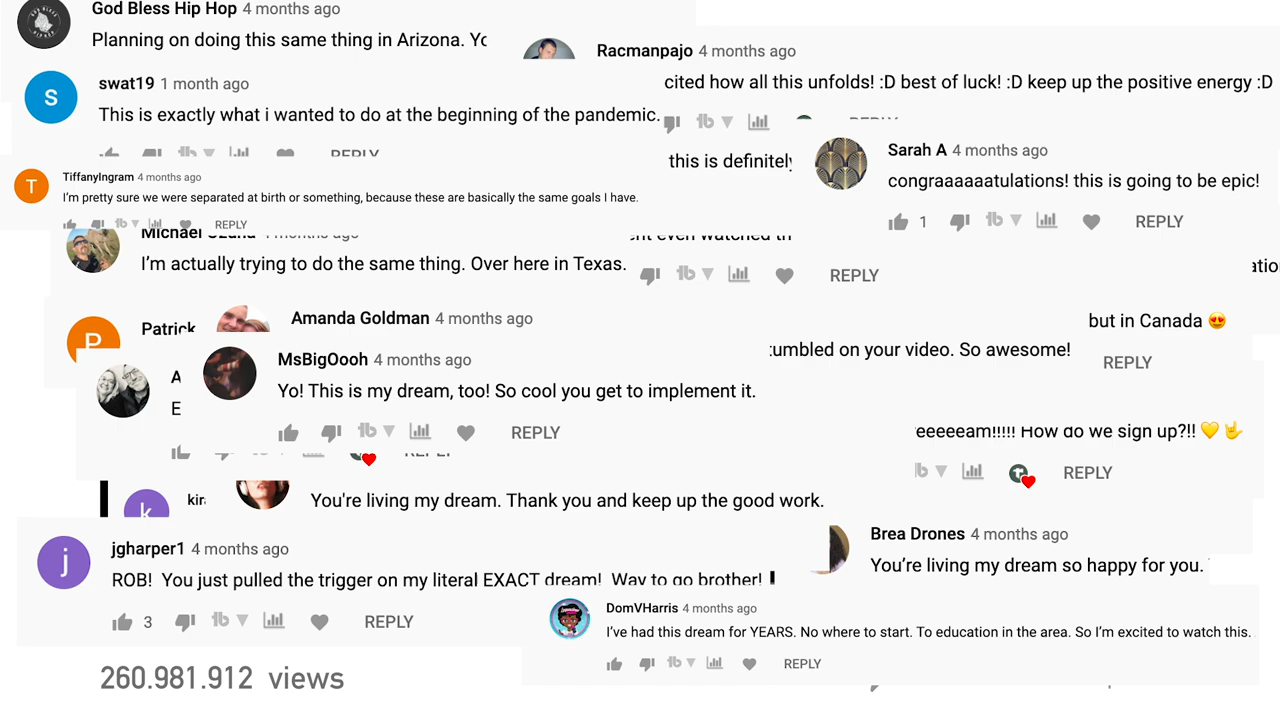 God Bless Hip Hop 4 months ago
Planning on doing this same thing in Arizona.
Racmanpajo 4 months ago
cited how all this unfolds! :D best of luck! :D keep up the positive energy :D
S
swat19 1 month ago
This is exactly what i wanted to do at the beginning of the pandemic.
REPLY
REPLY
this is definitely
Sarah A 4 months ago
congraaaaaatulations! this is going to be epic!
1 REPLY
T
TiffanyIngram 4 months ago
I'm pretty sure we were separated at birth or something, because these are basically the same goals I have.
REPLY
Michael 4 months ago
I'm actually trying to do the same thing. Over here in Texas.
even watched
REPLY
but in Canada 😍
REPLY
P
Patrick
Amanda Goldman 4 months ago
umbled on your video. So awesome!
A
E
MsBigOooh 4 months ago
Yo! This is my dream, too! So cool you get to implement it.
REPLY
REPLY
eeeeeam!!!!! How do we sign up?!! 💛🤟
REPLY
k
kir
You're living my dream. Thank you and keep up the good work.
j
jgharper1 4 months ago
ROB! You just pulled the trigger on my literal EXACT dream! Way to go brother!
3 REPLY
Brea Drones 4 months ago
You're living my dream so happy for you.
DomVHarris 4 months ago
I've had this dream for YEARS. No where to start. To education in the area. So I'm excited to watch this.
REPLY
260.981.912 views